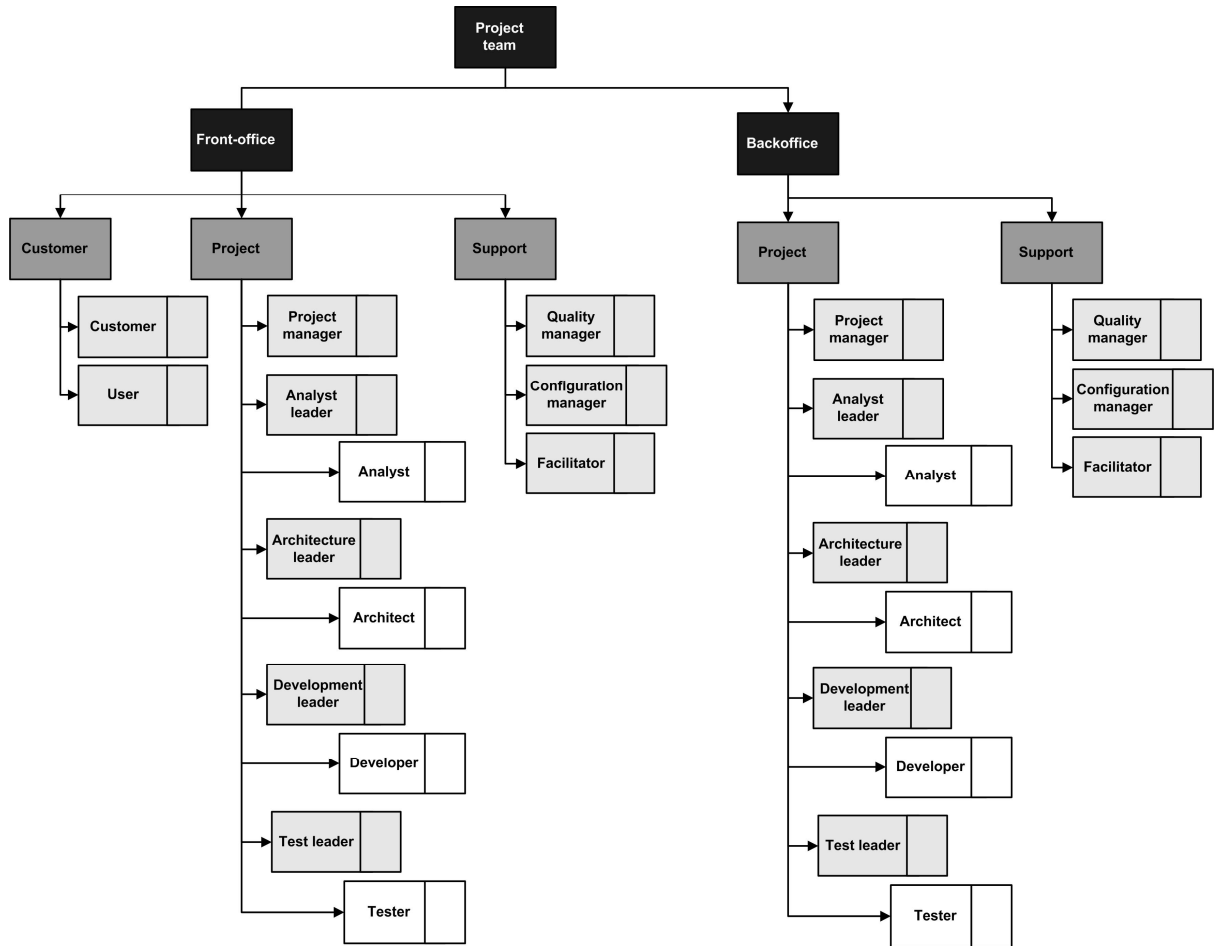 Project
team
Front-office
Backoffice
Customer
Project
Support
Project
Support
Customer
User
Project
manager
Analyst
leader
Analyst
Architecture
leader
Architect
Development
leader
Developer
Test leader
Tester
Quality
manager
Configuration
manager
Facilitator
Project
manager
Analyst
leader
Analyst
Architecture
leader
Architect
Development
leader
Developer
Test leader
Tester
Quality
manager
Configuration
manager
Facilitator